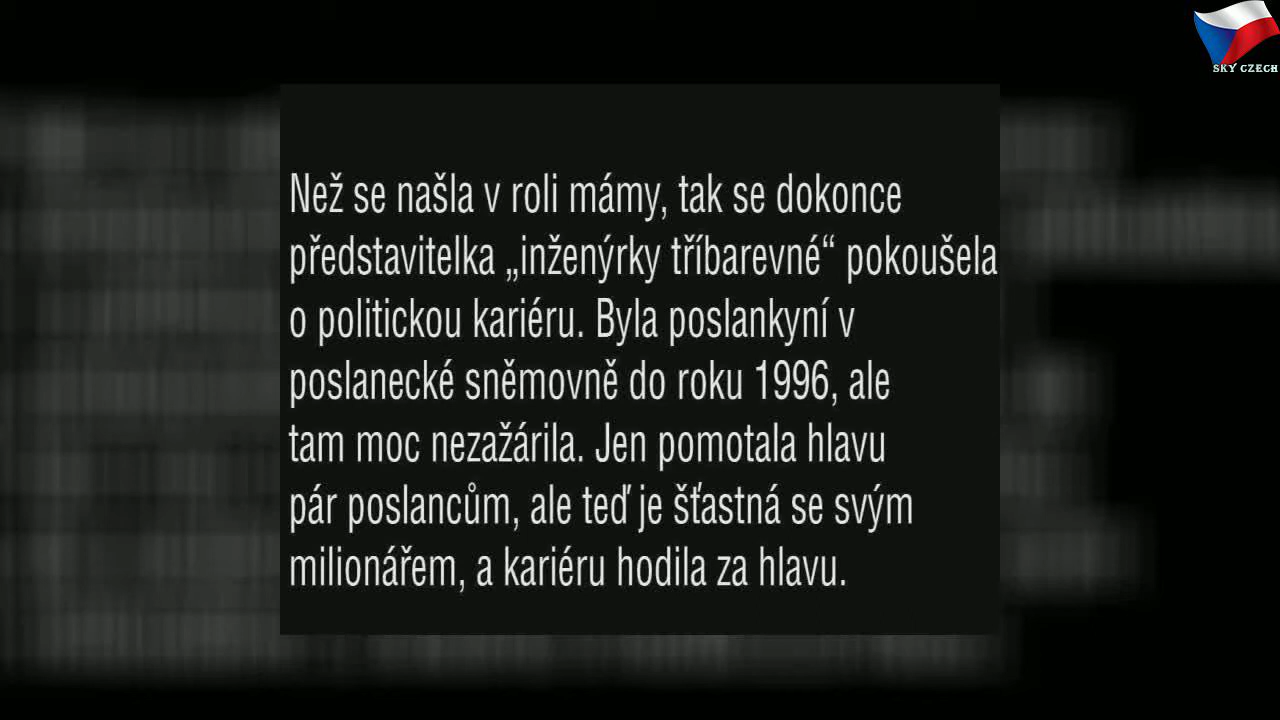 SKY CZECH
Než se našla v roli mámy, tak se dokonce
představitelka „inženýrky tříbarevné“ pokoušela
o politickou kariéru. Byla poslankyní v
poslanecké sněmovně do roku 1996, ale
tam moc nezažárila. Jen pomotala hlavu
pár poslancům, ale teď je šťastná se svým
milionářem, a kariéru hodila za hlavu.